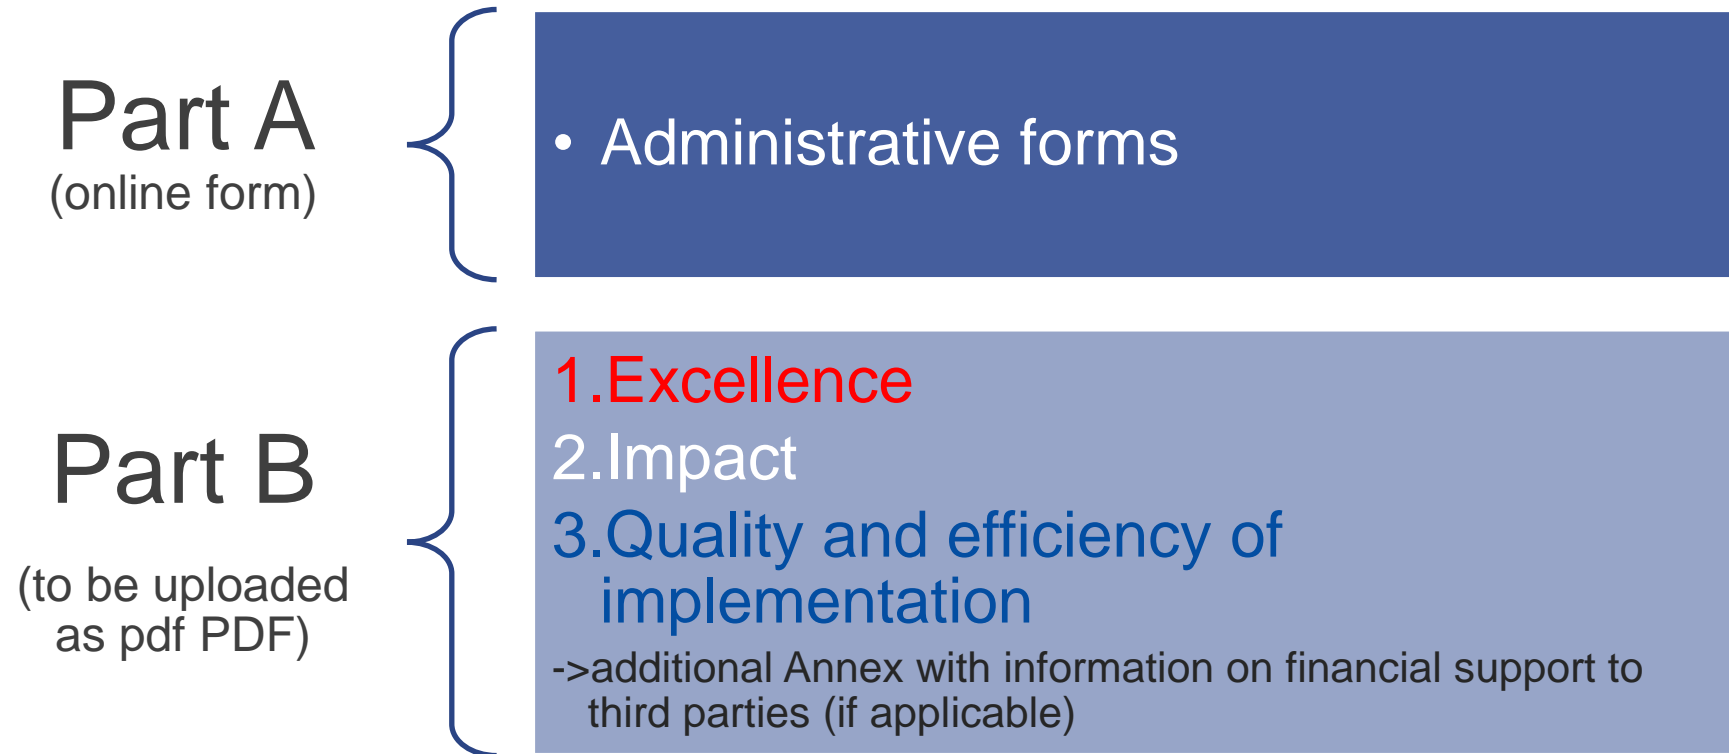 Part A
(online form)
• Administrative forms
Part B
(to be uploaded
as pdf PDF)
1.Excellence
2.Impact
3.Quality and efficiency of
implementation
->additional Annex with information on financial support to
third parties (if applicable)